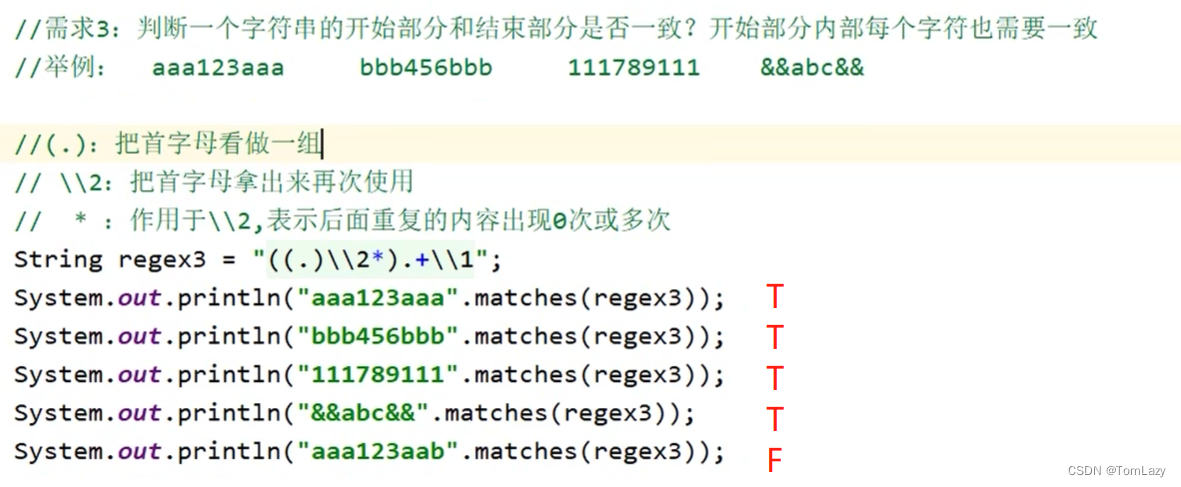 //需求3：判断一个字符串的开始部分和结束部分是否一致？开始部分内部每个字符也需要一致
//举例： aaa123aaa bbb456bbb 111789111 &&abc&&
//(.)：把首字母看做一组
// \\2：把首字母拿出来再次使用
// * ：作用于\\2,表示后面重复的内容出现0次或多次
String regex3 = "((.)\\2*).+\\1";
System.out.println("aaa123aaa".matches(regex3)); T
System.out.println("bbb456bbb".matches(regex3)); T
System.out.println("111789111".matches(regex3)); T
System.out.println("&&abc&&".matches(regex3)); T
System.out.println("aaa123aab".matches(regex3)); F
CSDN @TomLazy